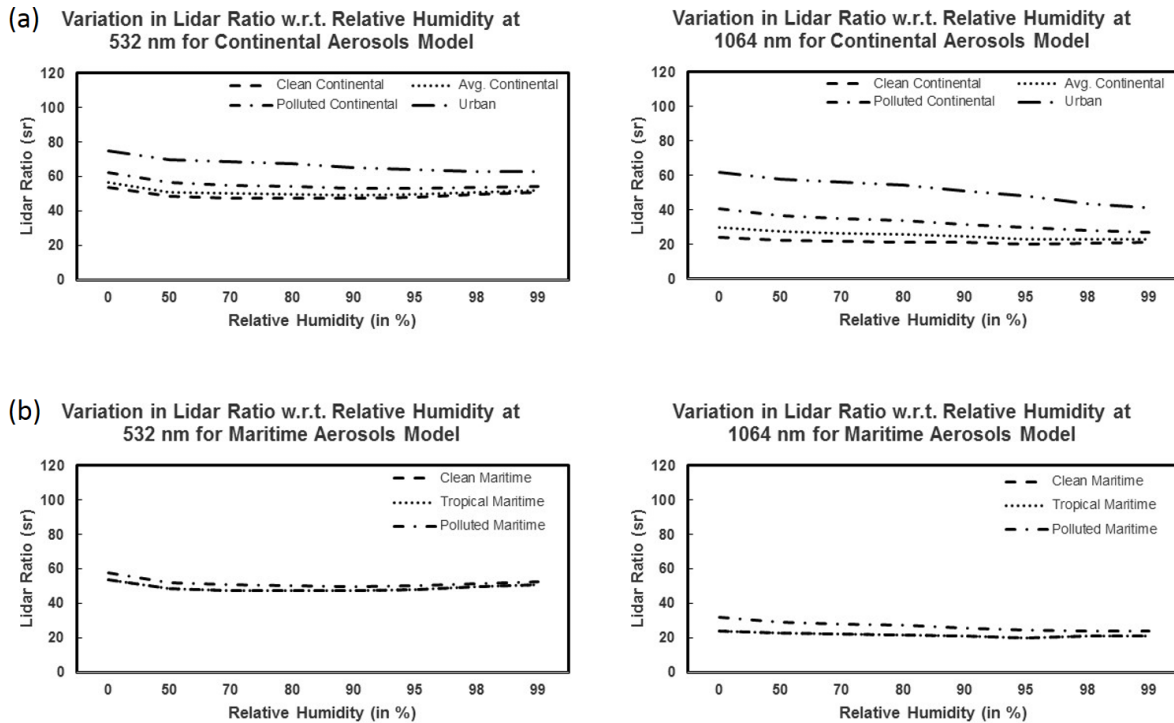 (a)
Variation in Lidar Ratio w.r.t. Relative Humidity at
532 nm for Continental Aerosols Model
120
100
80
60
40
20
0
Lidar Ratio (sr)
Clean Continental
Avg. Continental
Polluted Continental
Urban
0 50 70 80 90 95 98 99
Relative Humidity (in %)
Variation in Lidar Ratio w.r.t. Relative Humidity at
1064 nm for Continental Aerosols Model
120
100
80
60
40
20
0
Lidar Ratio (sr)
Clean Continental
Avg. Continental
Polluted Continental
Urban
0 50 70 80 90 95 98 99
Relative Humidity (in %)
(b)
Variation in Lidar Ratio w.r.t. Relative Humidity at
532 nm for Maritime Aerosols Model
120
100
80
60
40
20
0
Lidar Ratio (sr)
Clean Maritime
Tropical Maritime
Polluted Maritime
0 50 70 80 90 95 98 99
Relative Humidity (in %)
Variation in Lidar Ratio w.r.t. Relative Humidity at
1064 nm for Maritime Aerosols Model
120
100
80
60
40
20
0
Lidar Ratio (sr)
Clean Maritime
Tropical Maritime
Polluted Maritime
0 50 70 80 90 95 98 99
Relative Humidity (in %)